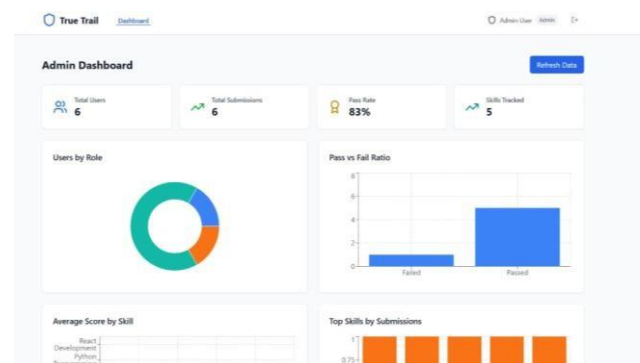 True Trail
Dashboard
Admin User
Admin
Admin Dashboard
Refresh Data
Total Users
6
Total Submissions
6
Pass Rate
83%
Skills Tracked
5
Users by Role
Pass vs Fail Ratio
8
6
4
2
0
Failed
Passed
Average Score by Skill
React
Development
Python
Top Skills by Submissions
1
0.75